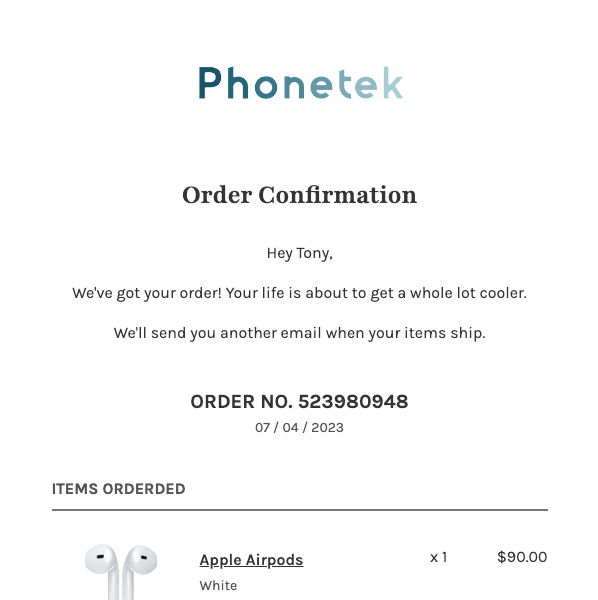 Phonetek
Order Confirmation
Hey Tony,
We've got your order! Your life is about to get a whole lot cooler.
We'll send you another email when your items ship.
ORDER NO. 523980948
07 / 04 / 2023
ITEMS ORDERDED
Apple Airpods x 1 $90.00
White